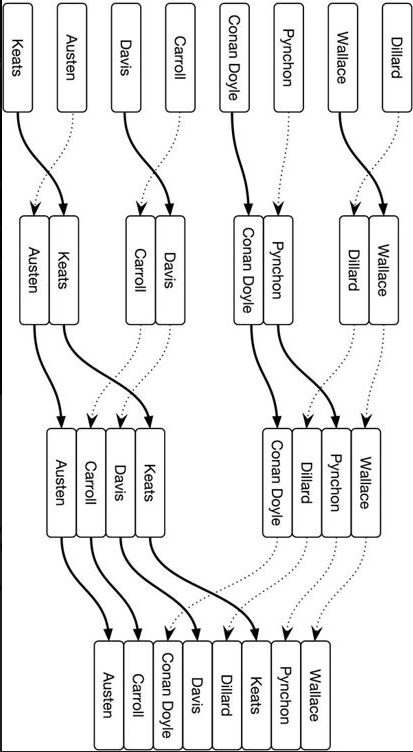 Keats
Austen
Davis
Carroll
Conan Doyle
Pynchon
Wallace
Dillard
Austen
Keats
Carroll
Davis
Conan Doyle
Pynchon
Dillard
Wallace
Austen
Carroll
Davis
Keats
Conan Doyle
Dillard
Pynchon
Wallace
Austen
Carroll
Conan Doyle
Davis
Dillard
Keats
Pynchon
Wallace